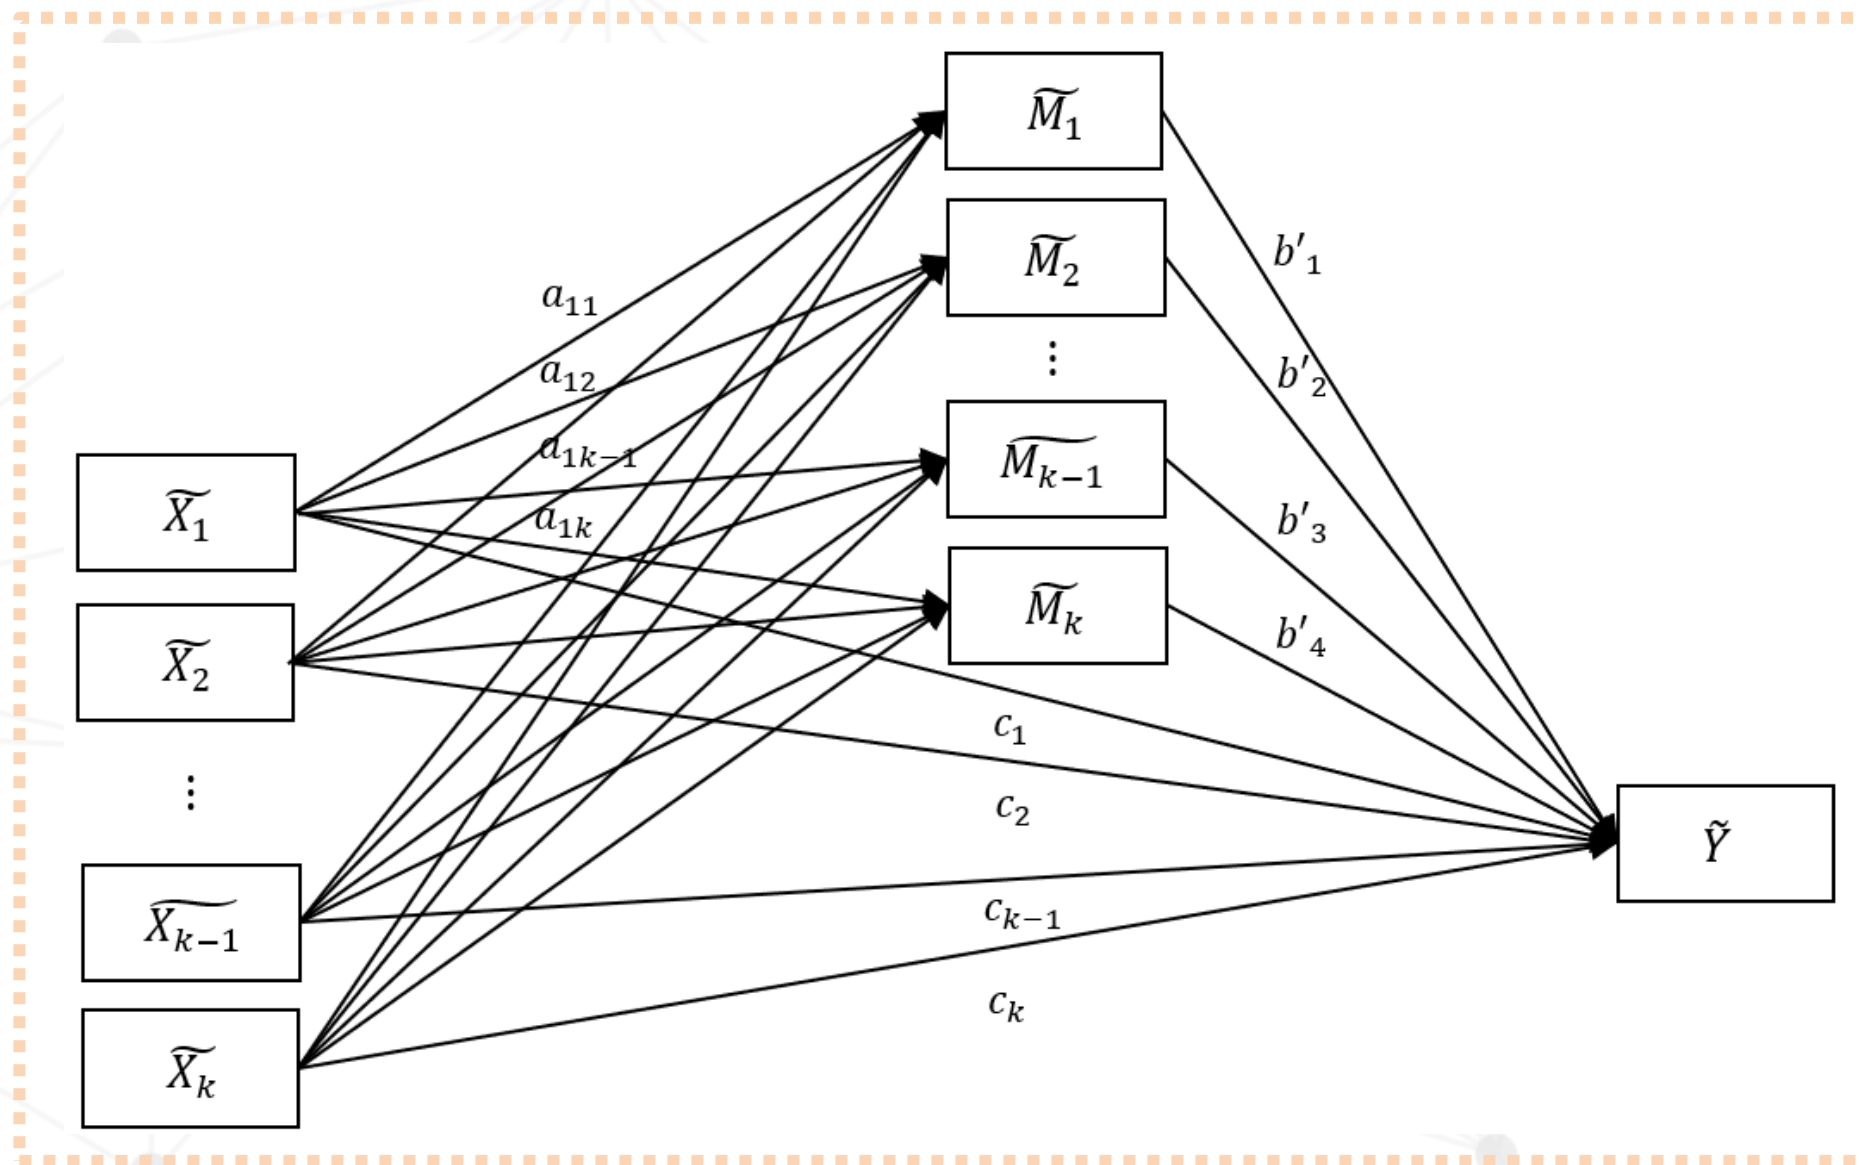 M̃₁
M̃₂
⋮
M̃ₖ₋₁
M̃ₖ
a₁₁
a₁₂
a₁ₖ₋₁
a₁ₖ
X̃₁
X̃₂
⋮
X̃ₖ₋₁
X̃ₖ
b′₁
b′₂
b′₃
b′₄
c₁
c₂
cₖ₋₁
cₖ
Ỹ